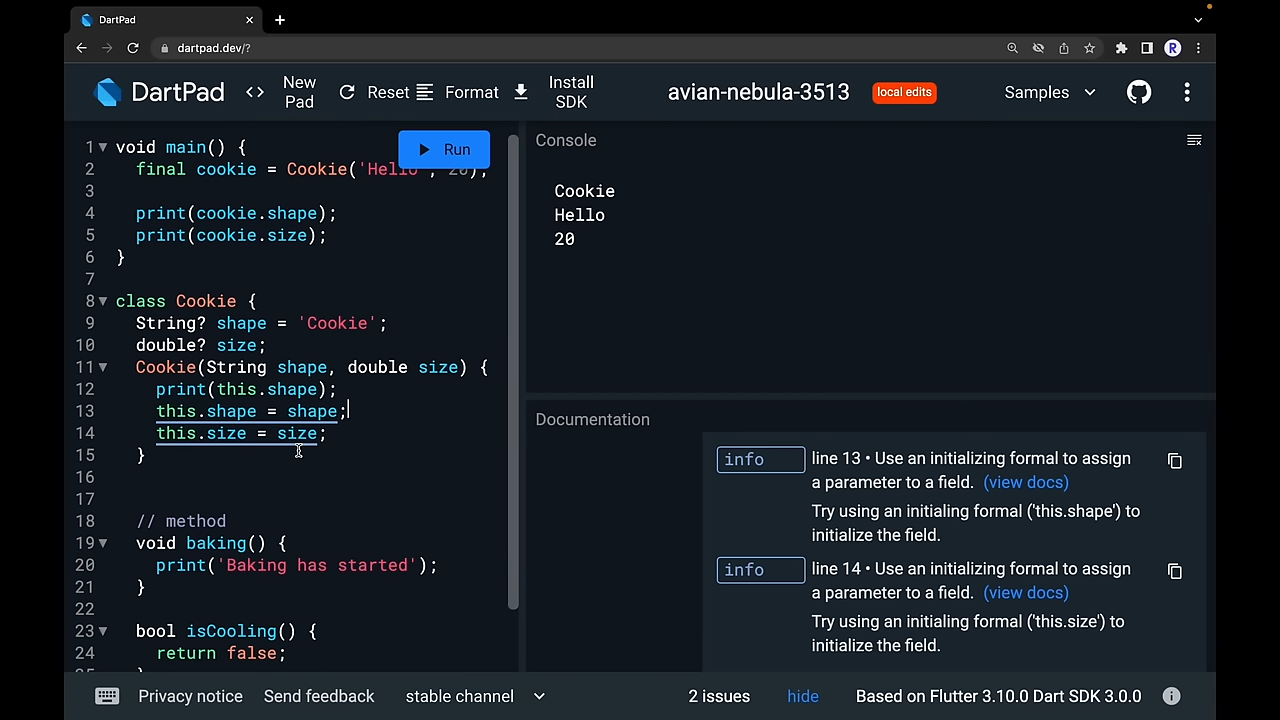 DartPad
dartpad.dev/?
R
DartPad
<> New Pad
Reset
Format
Install SDK
avian-nebula-3513
local edits
Samples
Run
1 void main() {
2 final cookie = Cookie('Hello', 20);
3
4 print(cookie.shape);
5 print(cookie.size);
6 }
7
8 class Cookie {
9 String? shape = 'Cookie';
10 double? size;
11 Cookie(String shape, double size) {
12 print(this.shape);
13 this.shape = shape;
14 this.size = size;
15 }
16
17
18 // method
19 void baking() {
20 print('Baking has started');
21 }
22
23 bool isCooling() {
24 return false;
Console
Cookie
Hello
20
Documentation
info line 13 • Use an initializing formal to assign
a parameter to a field. (view docs)
Try using an initialing formal ('this.shape') to
initialize the field.
info line 14 • Use an initializing formal to assign
a parameter to a field. (view docs)
Try using an initialing formal ('this.size') to
initialize the field.
Privacy notice
Send feedback
stable channel
2 issues
hide
Based on Flutter 3.10.0 Dart SDK 3.0.0